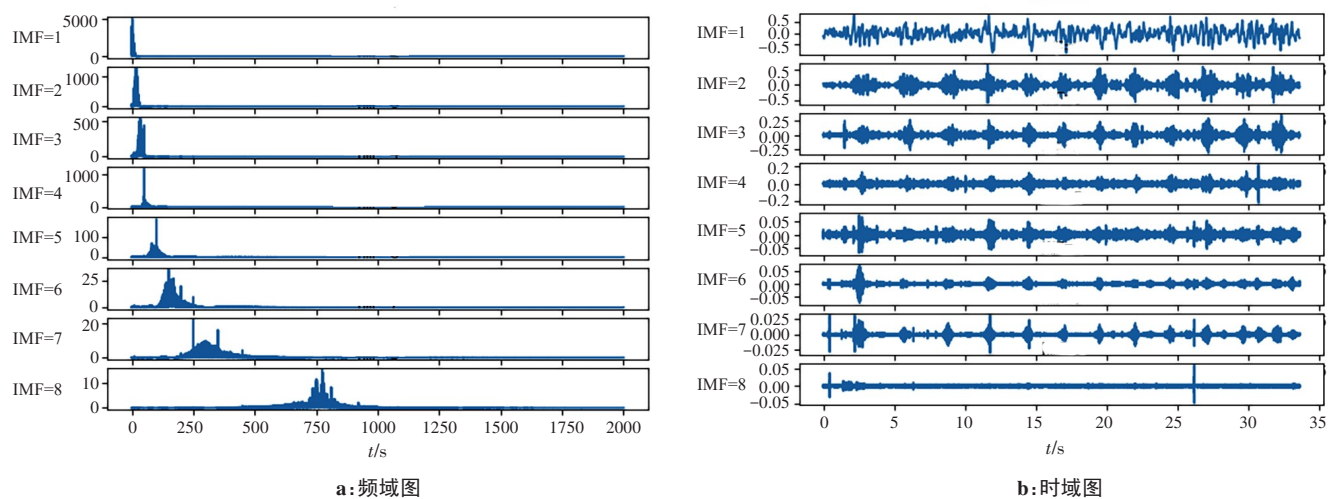 5000
IMF=1
0
1000
IMF=2
0
500
IMF=3
0
1000
IMF=4
0
100
IMF=5
0
25
IMF=6
0
20
IMF=7
0
10
IMF=8
0
0 250 500 750 1000 1250 1500 1750 2000
t/s
a:频域图
0.5
IMF=1 0.0
−0.5
0.5
IMF=2 0.0
−0.5
0.25
IMF=3 0.00
−0.25
0.2
IMF=4 0.0
−0.2
0.05
IMF=5 0.00
−0.05
0.05
IMF=6 0.00
−0.05
0.025
IMF=7 0.000
−0.025
0.05
IMF=8 0.00
−0.05
0 5 10 15 20 25 30 35
t/s
b:时域图